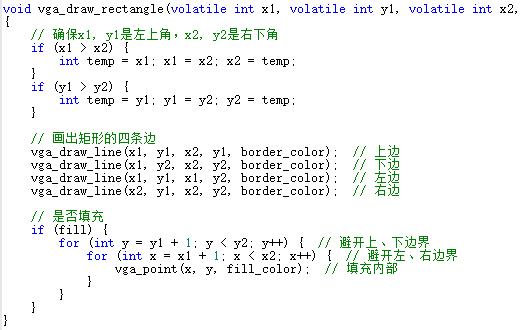 void vga_draw_rectangle(volatile int x1, volatile int y1, volatile int x2,
{
    // 确保x1, y1是左上角，x2, y2是右下角
    if (x1 > x2) {
        int temp = x1; x1 = x2; x2 = temp;
    }
    if (y1 > y2) {
        int temp = y1; y1 = y2; y2 = temp;
    }
    // 画出矩形的四条边
    vga_draw_line(x1, y1, x2, y1, border_color);  // 上边
    vga_draw_line(x1, y2, x2, y2, border_color);  // 下边
    vga_draw_line(x1, y1, x1, y2, border_color);  // 左边
    vga_draw_line(x2, y1, x2, y2, border_color);  // 右边
    // 是否填充
    if (fill) {
        for (int y = y1 + 1; y < y2; y++) {  // 避开上、下边界
            for (int x = x1 + 1; x < x2; x++) {  // 避开左、右边界
                vga_point(x, y, fill_color);  // 填充内部
            }
        }
    }
}